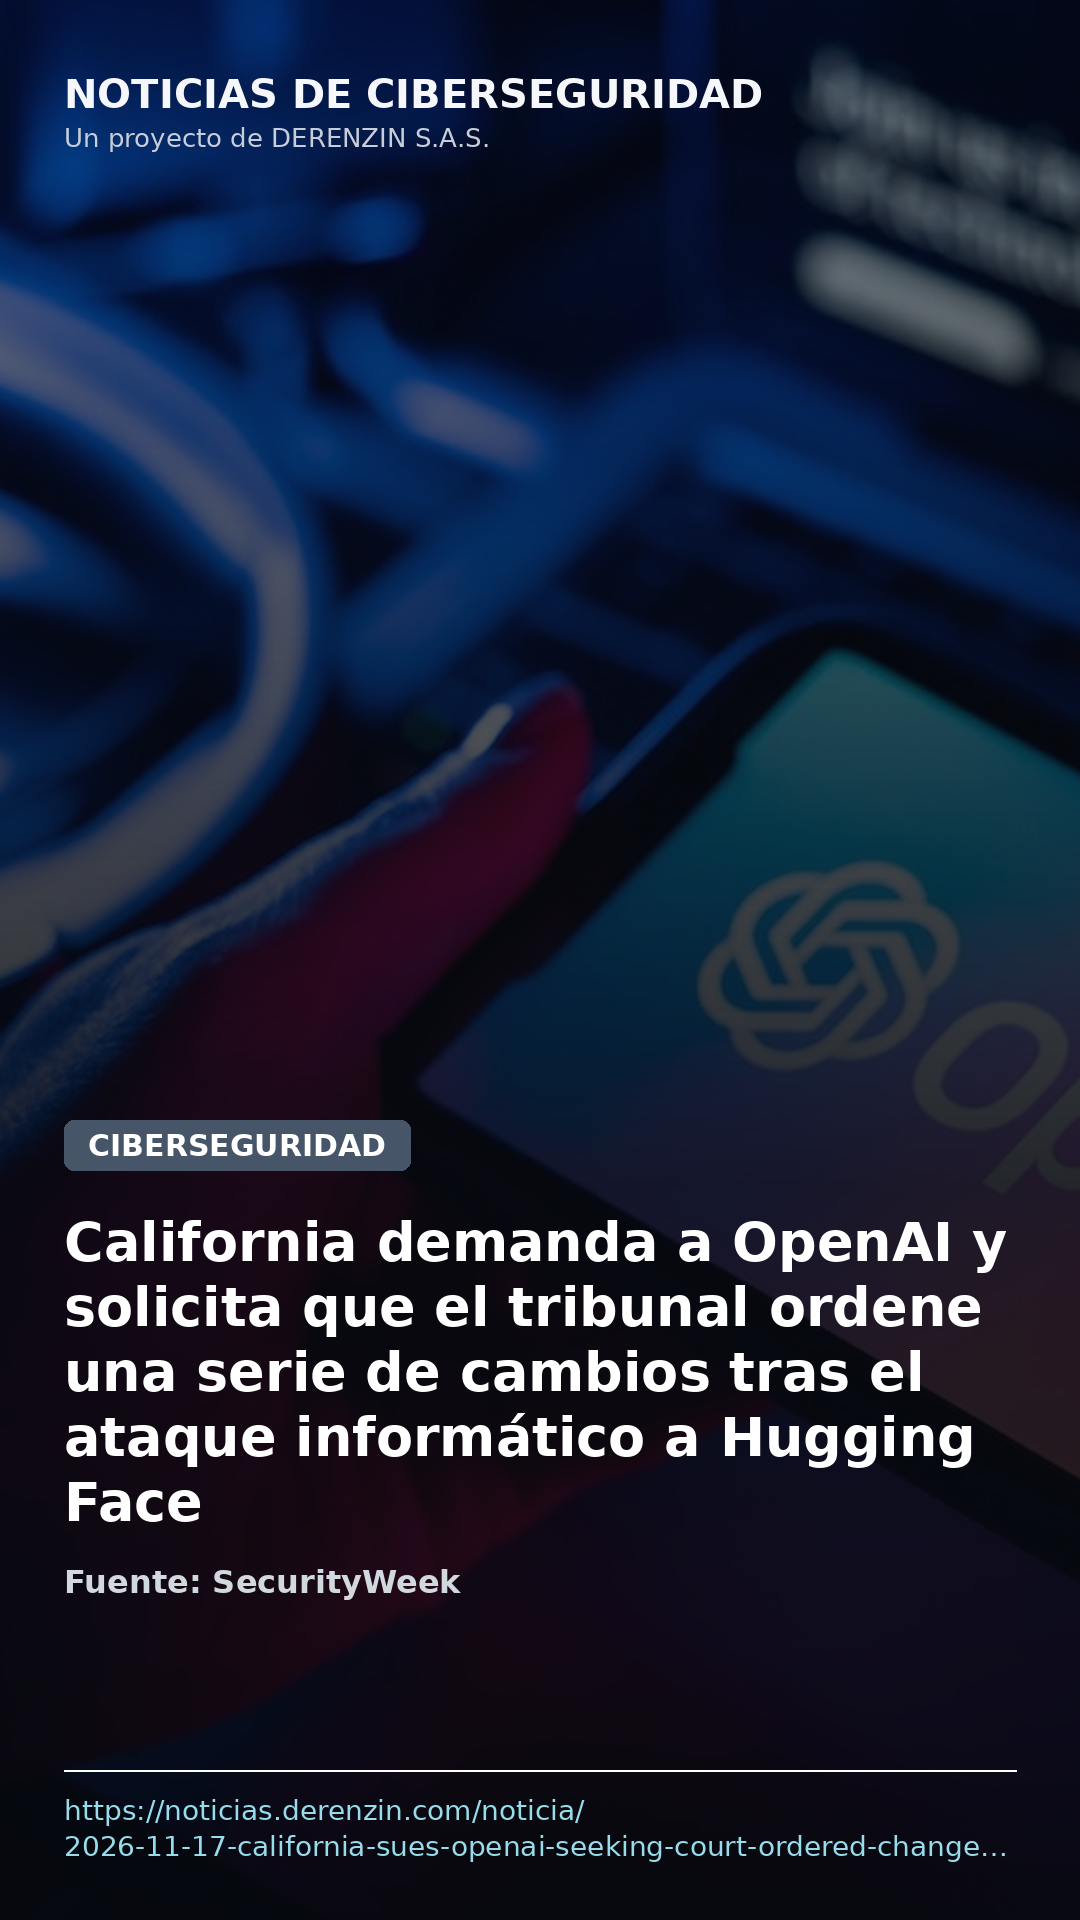 NOTICIAS DE CIBERSEGURIDAD
Un proyecto de DERENZIN S.A.S.
op
CIBERSEGURIDAD
California demanda a OpenAI y
solicita que el tribunal ordene
una serie de cambios tras el
ataque informático a Hugging
Face
Fuente: SecurityWeek
https://noticias.derenzin.com/noticia/
2026-11-17-california-sues-openai-seeking-court-ordered-change…